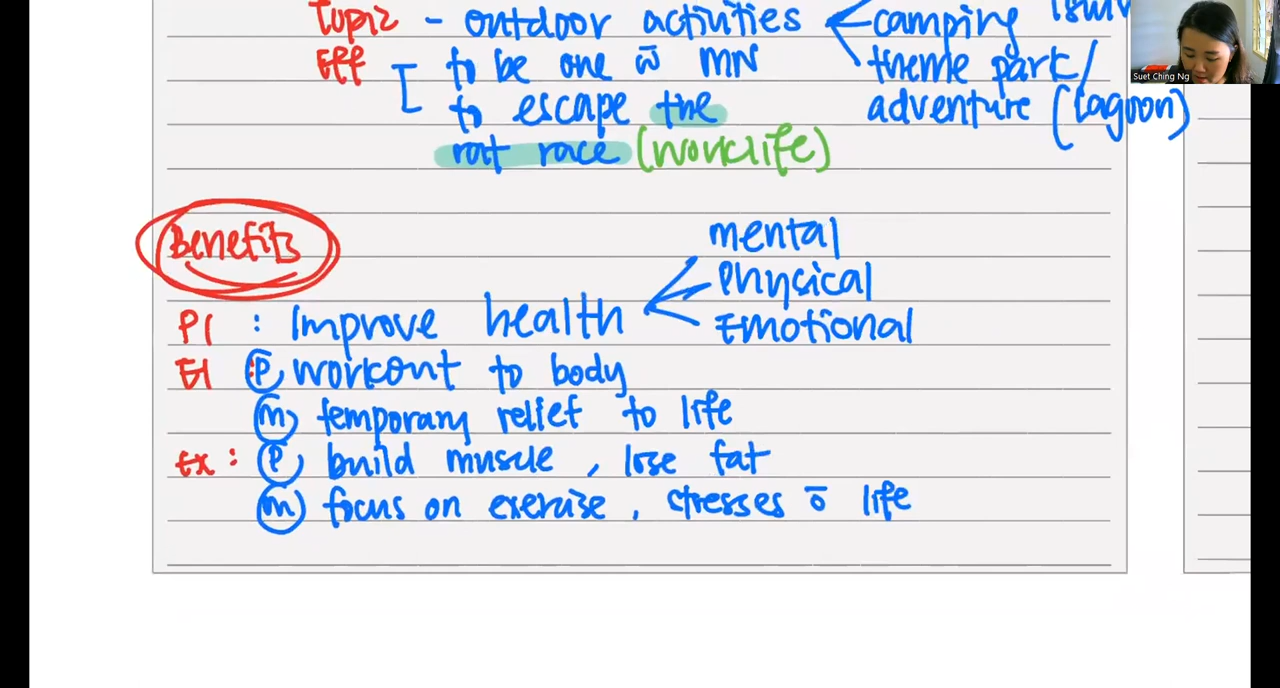 Topic - outdoor activities camping
Eff to be one w̄ MN theme park/
to escape the adventure (lagoon)
rat race (worklife)
Suet Ching Ng
Benefits
mental
Physical
P1 : Improve health Emotional
E1 (P) workout to body
(m) temporary relief to life
Ex : (P) build muscle , lose fat
(m) focus on exercise , stresses ō life